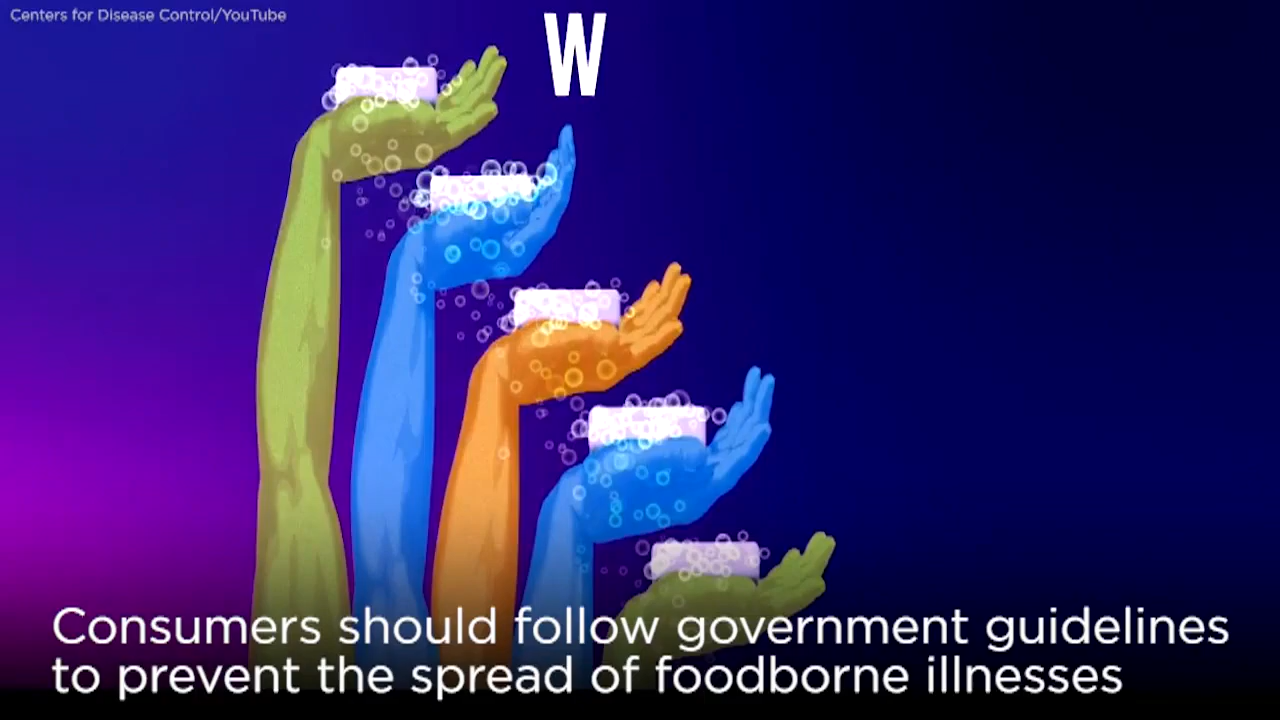 Centers for Disease Control/YouTube
W
Consumers should follow government guidelines
to prevent the spread of foodborne illnesses